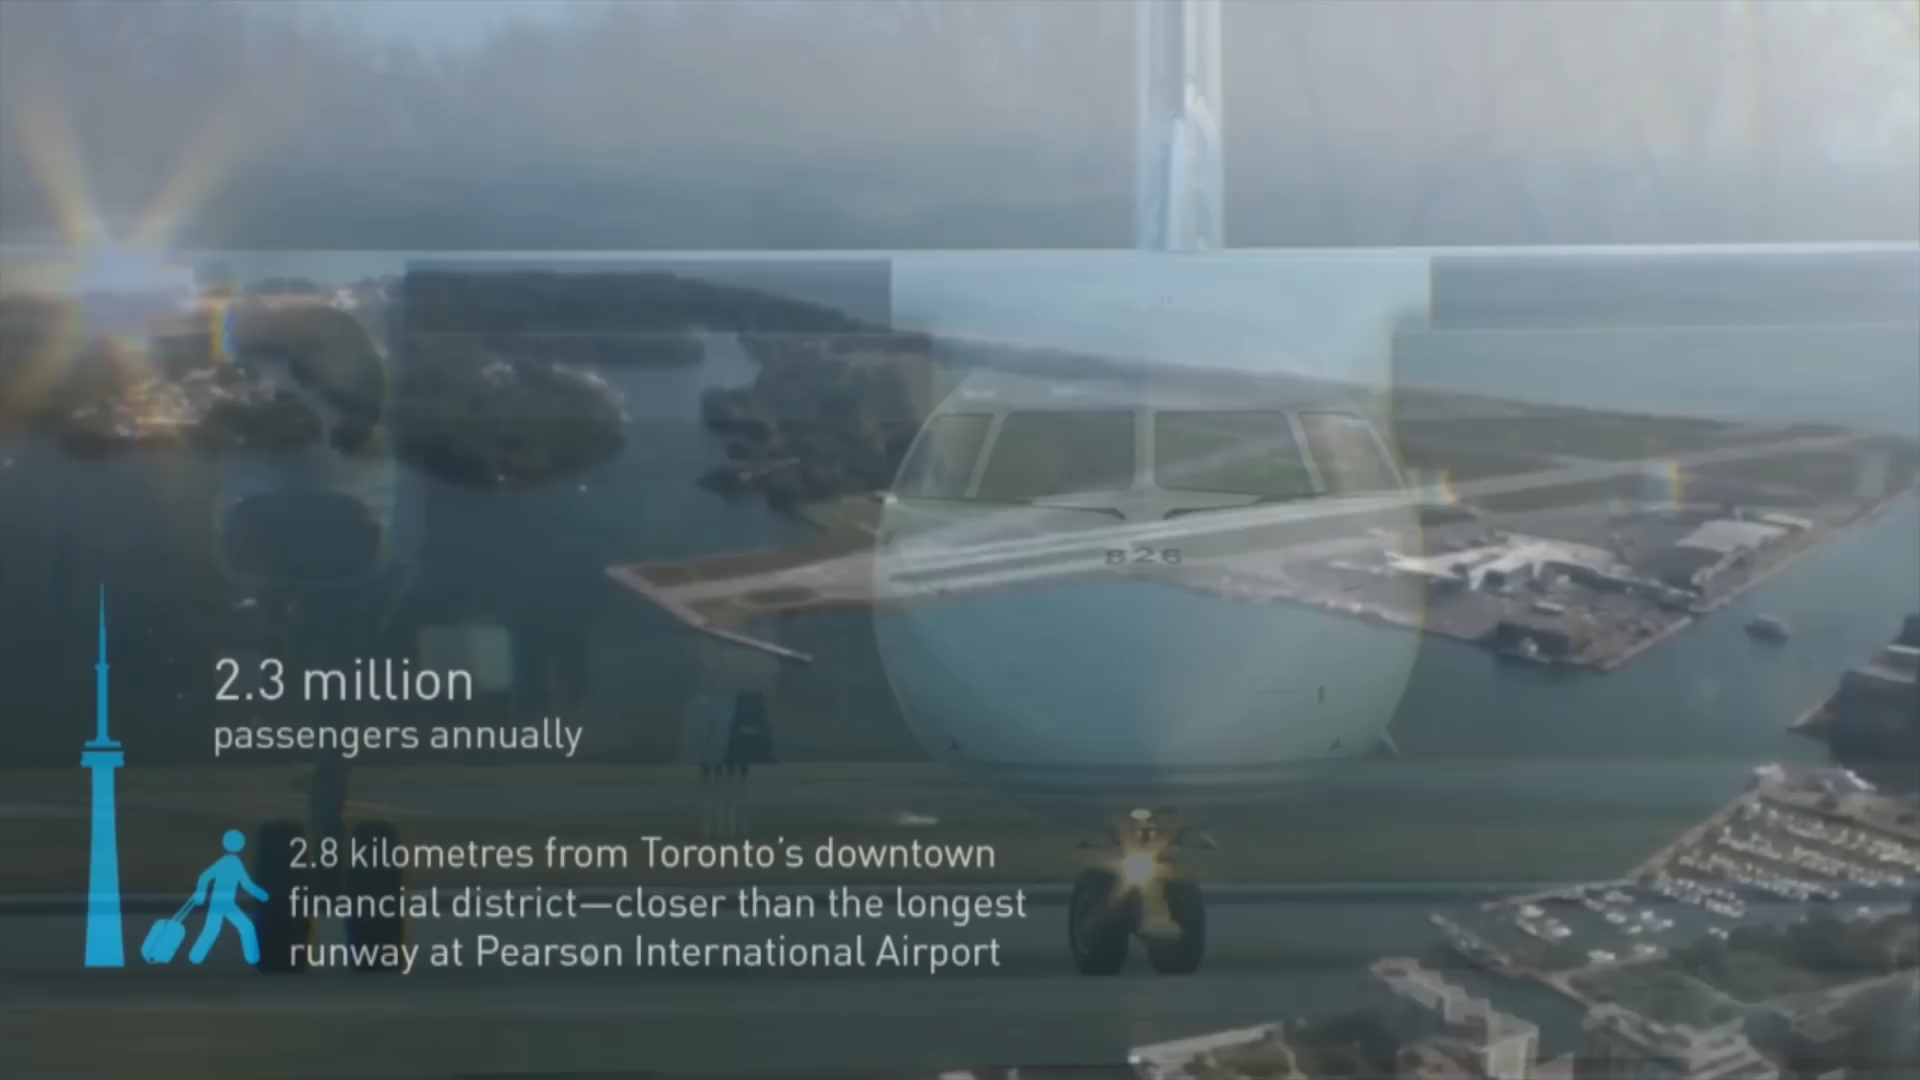 826
2.3 million
passengers annually
2.8 kilometres from Toronto's downtown
financial district—closer than the longest
runway at Pearson International Airport